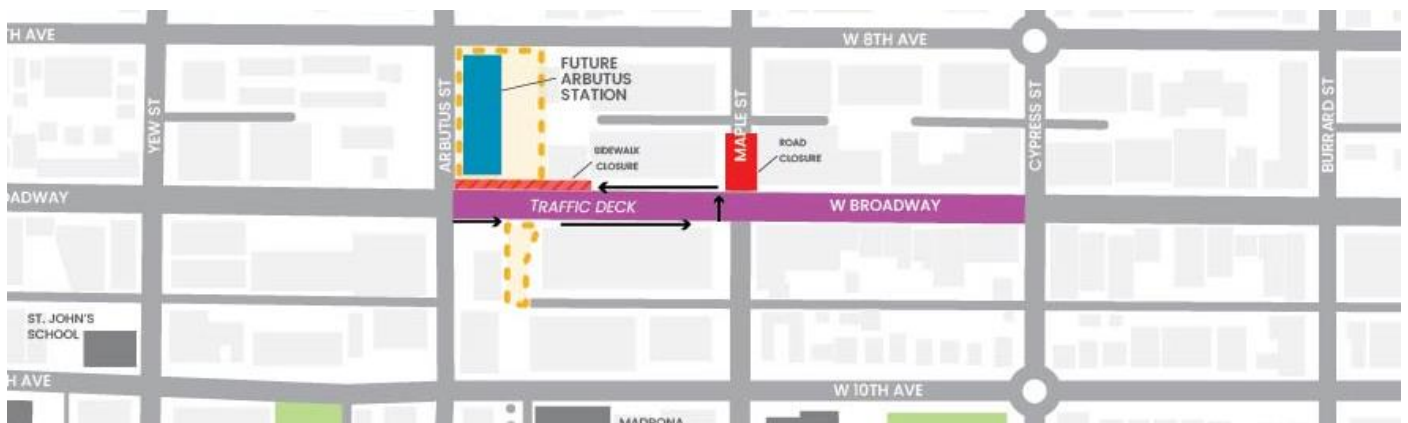 TH AVE
W 8TH AVE
FUTURE
ARBUTUS
STATION
YEW ST
ARBUTUS ST
MAPLE ST
CYPRESS ST
BURRARD ST
SIDEWALK
CLOSURE
ROAD
CLOSURE
OADWAY
TRAFFIC DECK
W BROADWAY
ST. JOHN'S
SCHOOL
H AVE
W 10TH AVE
MADRONA